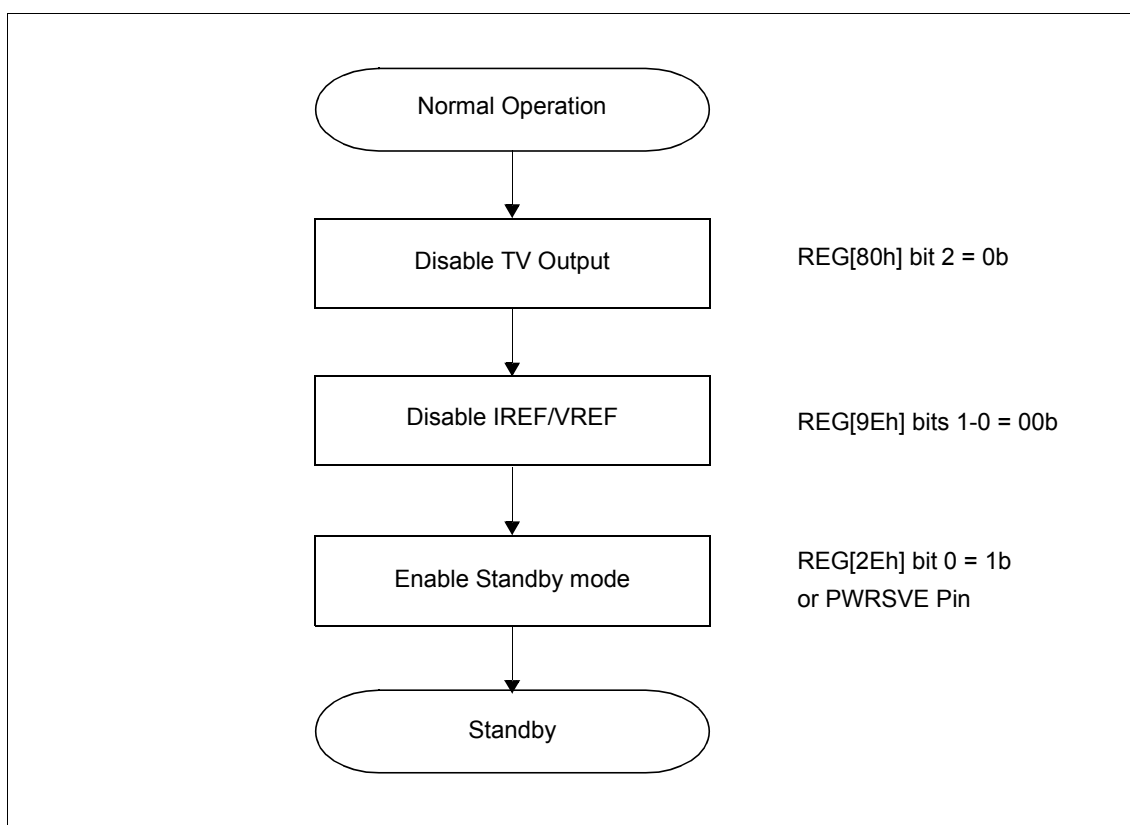 Normal Operation
Disable TV Output
REG[80h] bit 2 = 0b
Disable IREF/VREF
REG[9Eh] bits 1-0 = 00b
Enable Standby mode
REG[2Eh] bit 0 = 1b
or PWRSVE Pin
Standby